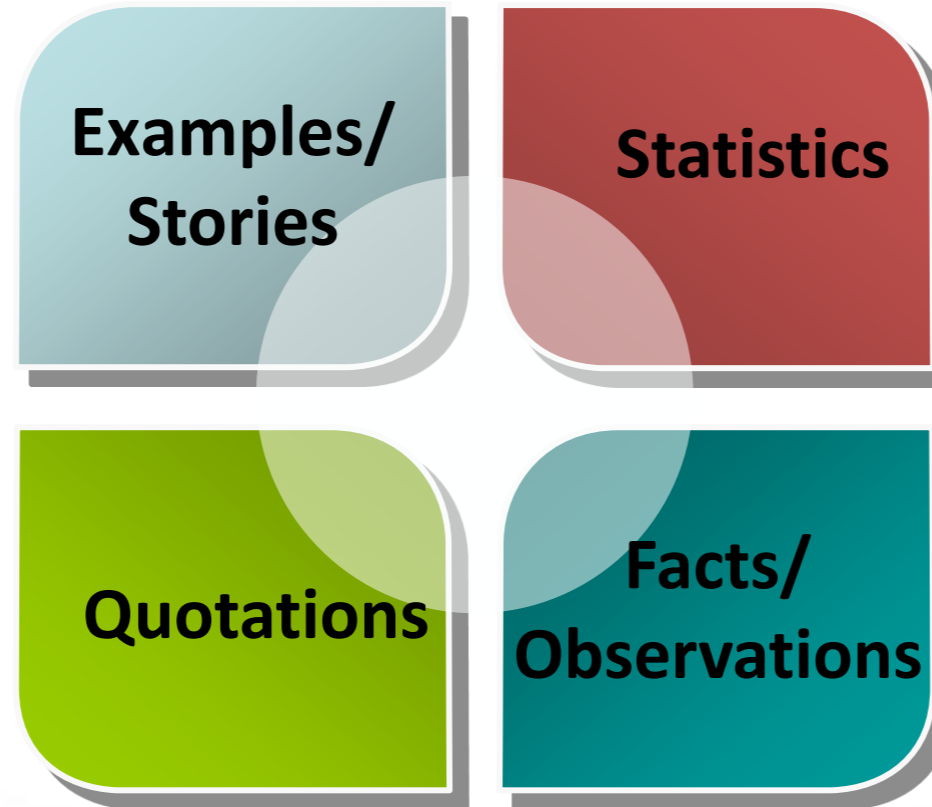 Examples/
Stories
Statistics
Quotations
Facts/
Observations